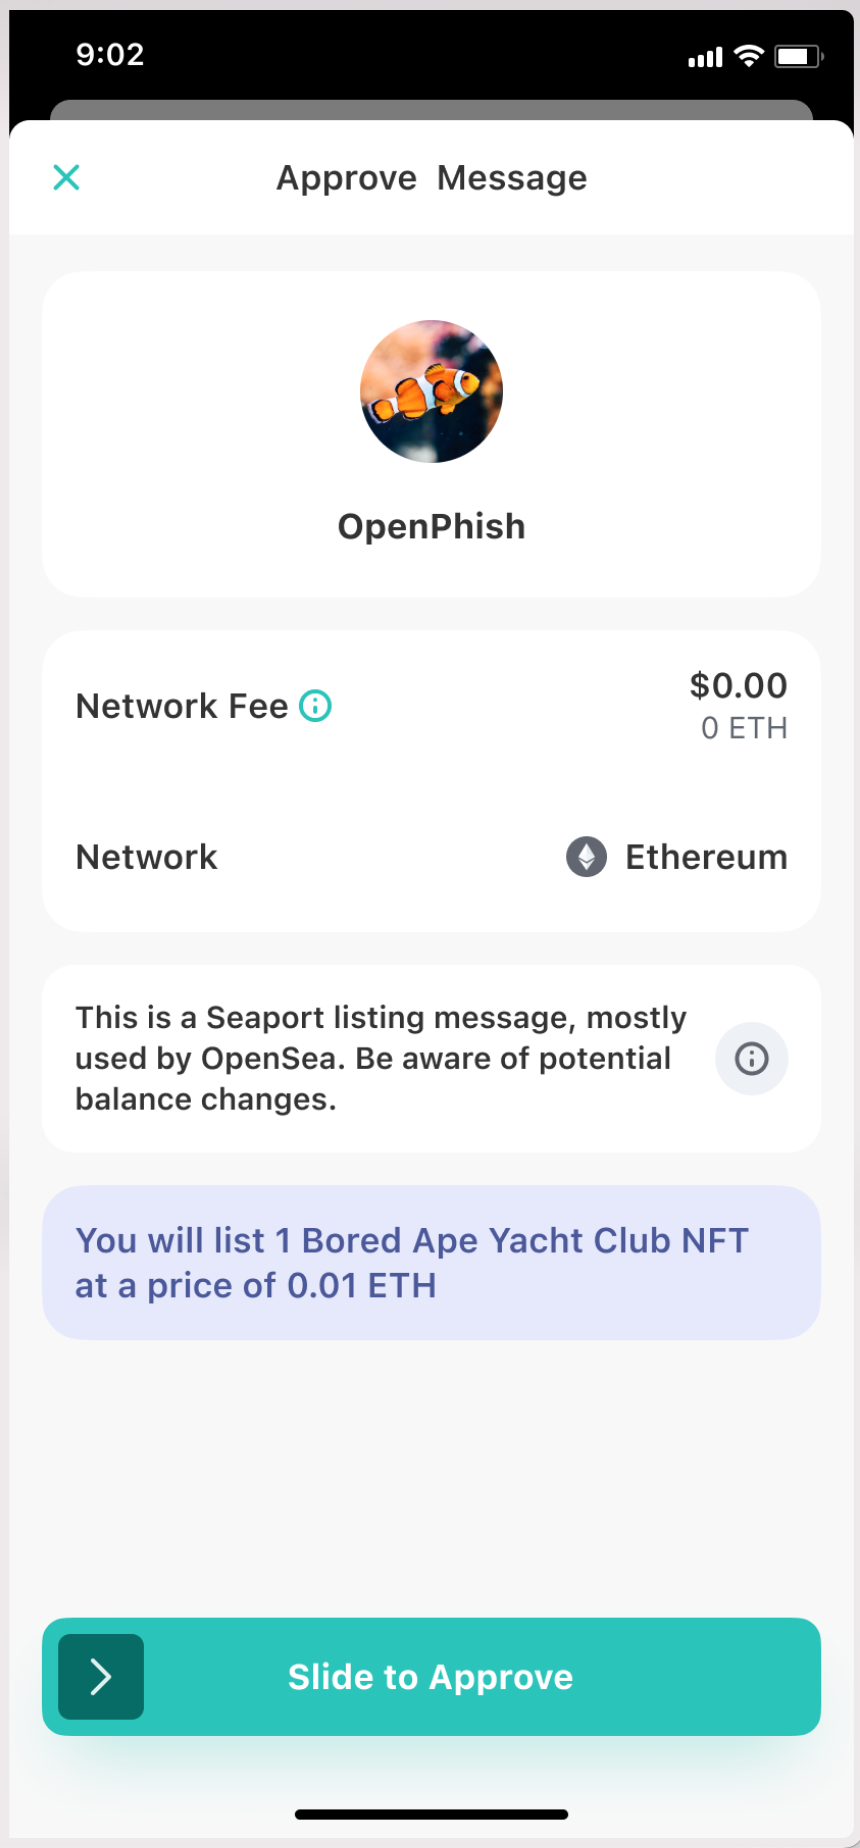 9:02
Approve Message
OpenPhish
Network Fee
$0.00
0 ETH
Network
Ethereum
This is a Seaport listing message, mostly
used by OpenSea. Be aware of potential
balance changes.
You will list 1 Bored Ape Yacht Club NFT
at a price of 0.01 ETH
Slide to Approve